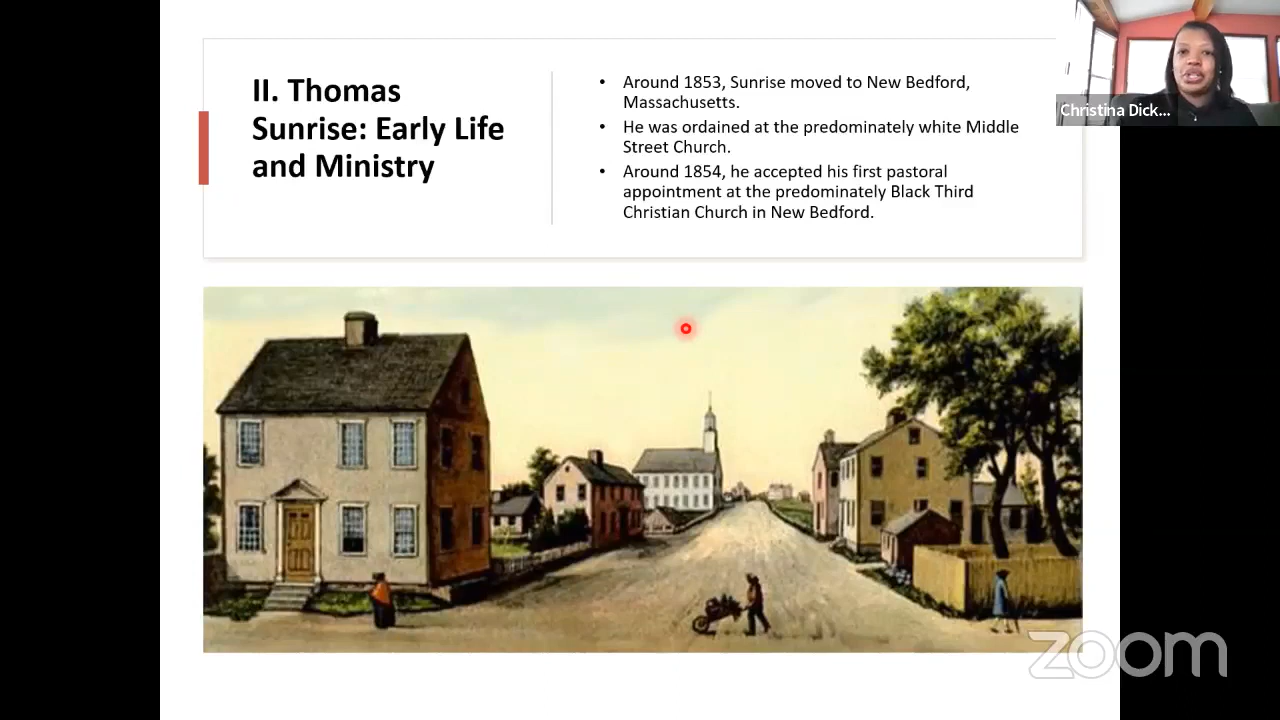 II. Thomas
Sunrise: Early Life
and Ministry
• Around 1853, Sunrise moved to New Bedford,
Massachusetts.
• He was ordained at the predominately white Middle
Street Church.
• Around 1854, he accepted his first pastoral
appointment at the predominately Black Third
Christian Church in New Bedford.
Christina Dick...
zoom